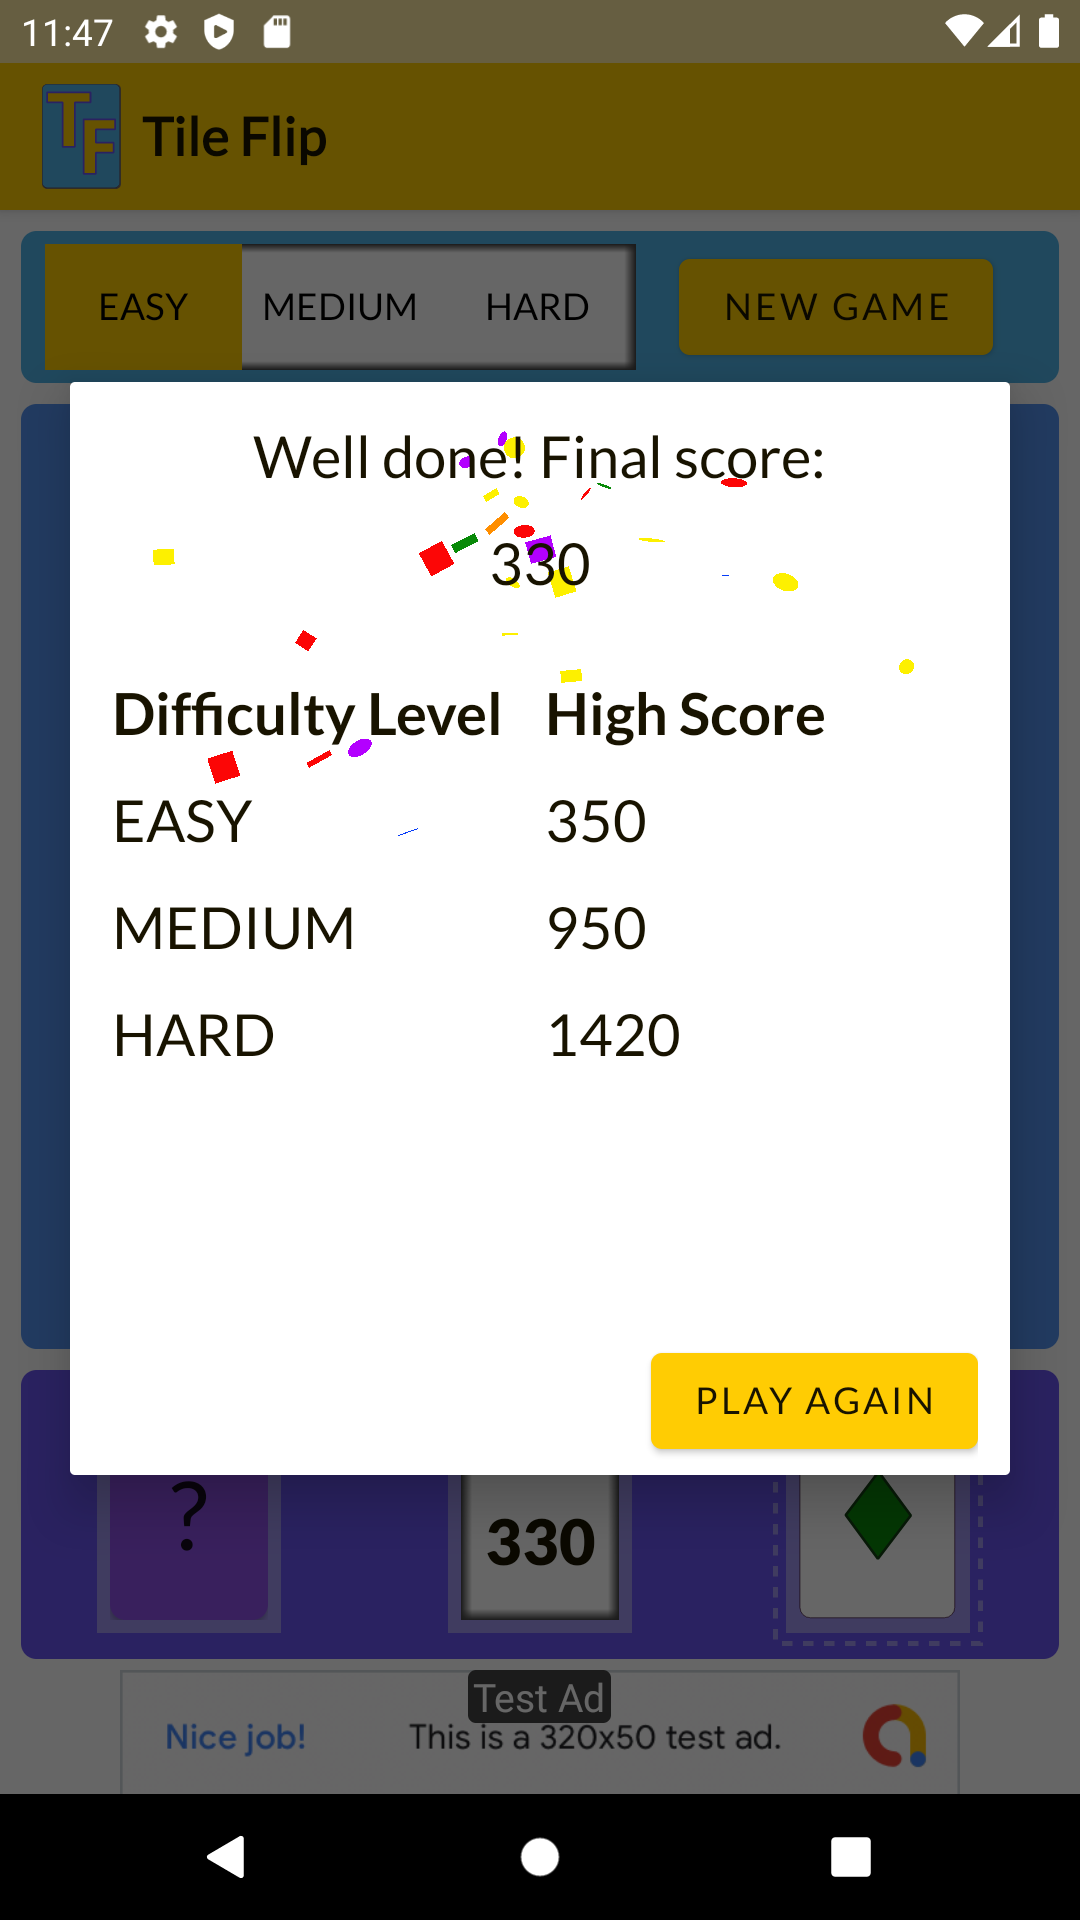 11:47
TF Tile Flip
EASY MEDIUM HARD NEW GAME
Well done! Final score:
330
Difficulty Level High Score
EASY 350
MEDIUM 950
HARD 1420
PLAY AGAIN
? 330
Test Ad
Nice job! This is a 320x50 test ad.